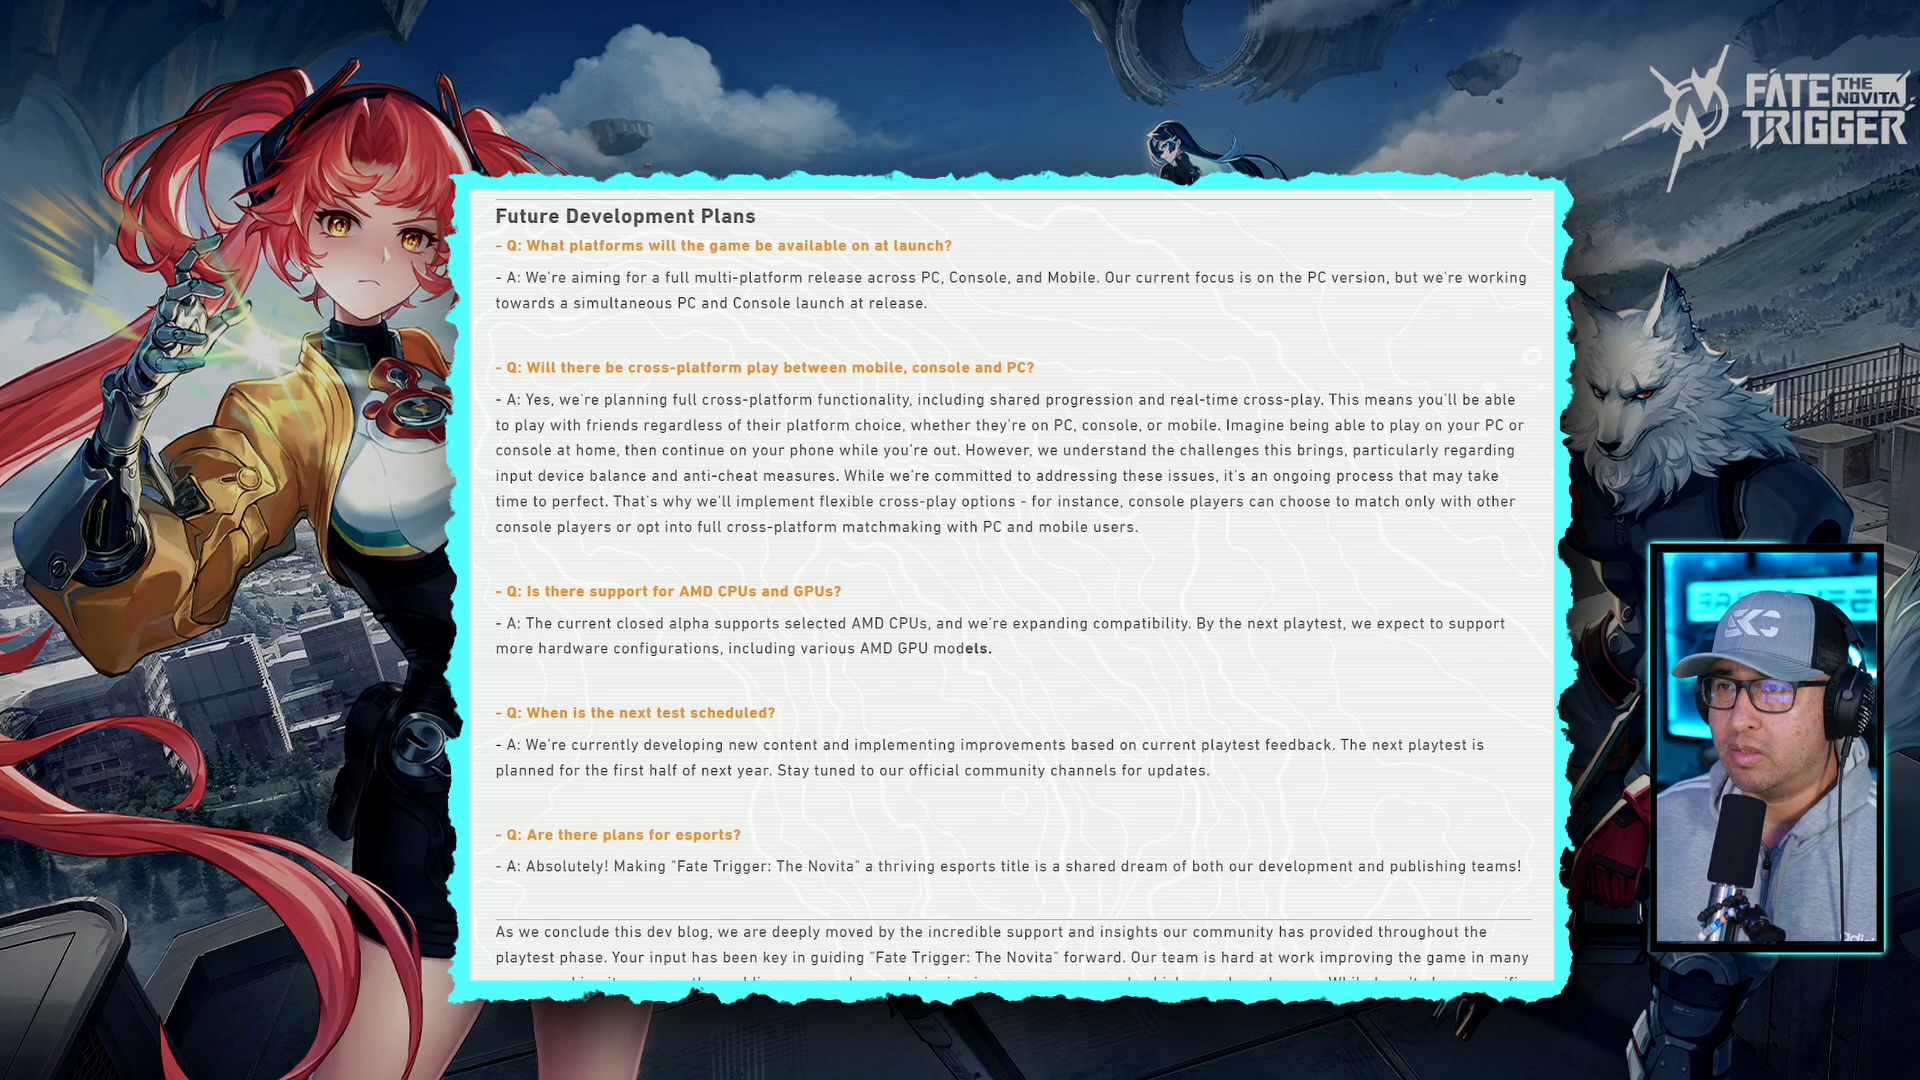 FATE THE NOVITA
TRIGGER
Future Development Plans
- Q: What platforms will the game be available on at launch?
- A: We're aiming for a full multi-platform release across PC, Console, and Mobile. Our current focus is on the PC version, but we're working
towards a simultaneous PC and Console launch at release.
- Q: Will there be cross-platform play between mobile, console and PC?
- A: Yes, we're planning full cross-platform functionality, including shared progression and real-time cross-play. This means you'll be able
to play with friends regardless of their platform choice, whether they're on PC, console, or mobile. Imagine being able to play on your PC or
console at home, then continue on your phone while you're out. However, we understand the challenges this brings, particularly regarding
input device balance and anti-cheat measures. While we're committed to addressing these issues, it's an ongoing process that may take
time to perfect. That's why we'll implement flexible cross-play options - for instance, console players can choose to match only with other
console players or opt into full cross-platform matchmaking with PC and mobile users.
- Q: Is there support for AMD CPUs and GPUs?
- A: The current closed alpha supports selected AMD CPUs, and we're expanding compatibility. By the next playtest, we expect to support
more hardware configurations, including various AMD GPU models.
- Q: When is the next test scheduled?
- A: We're currently developing new content and implementing improvements based on current playtest feedback. The next playtest is
planned for the first half of next year. Stay tuned to our official community channels for updates.
- Q: Are there plans for esports?
- A: Absolutely! Making "Fate Trigger: The Novita" a thriving esports title is a shared dream of both our development and publishing teams!
As we conclude this dev blog, we are deeply moved by the incredible support and insights our community has provided throughout the
playtest phase. Your input has been key in guiding "Fate Trigger: The Novita" forward. Our team is hard at work improving the game in many
SKC